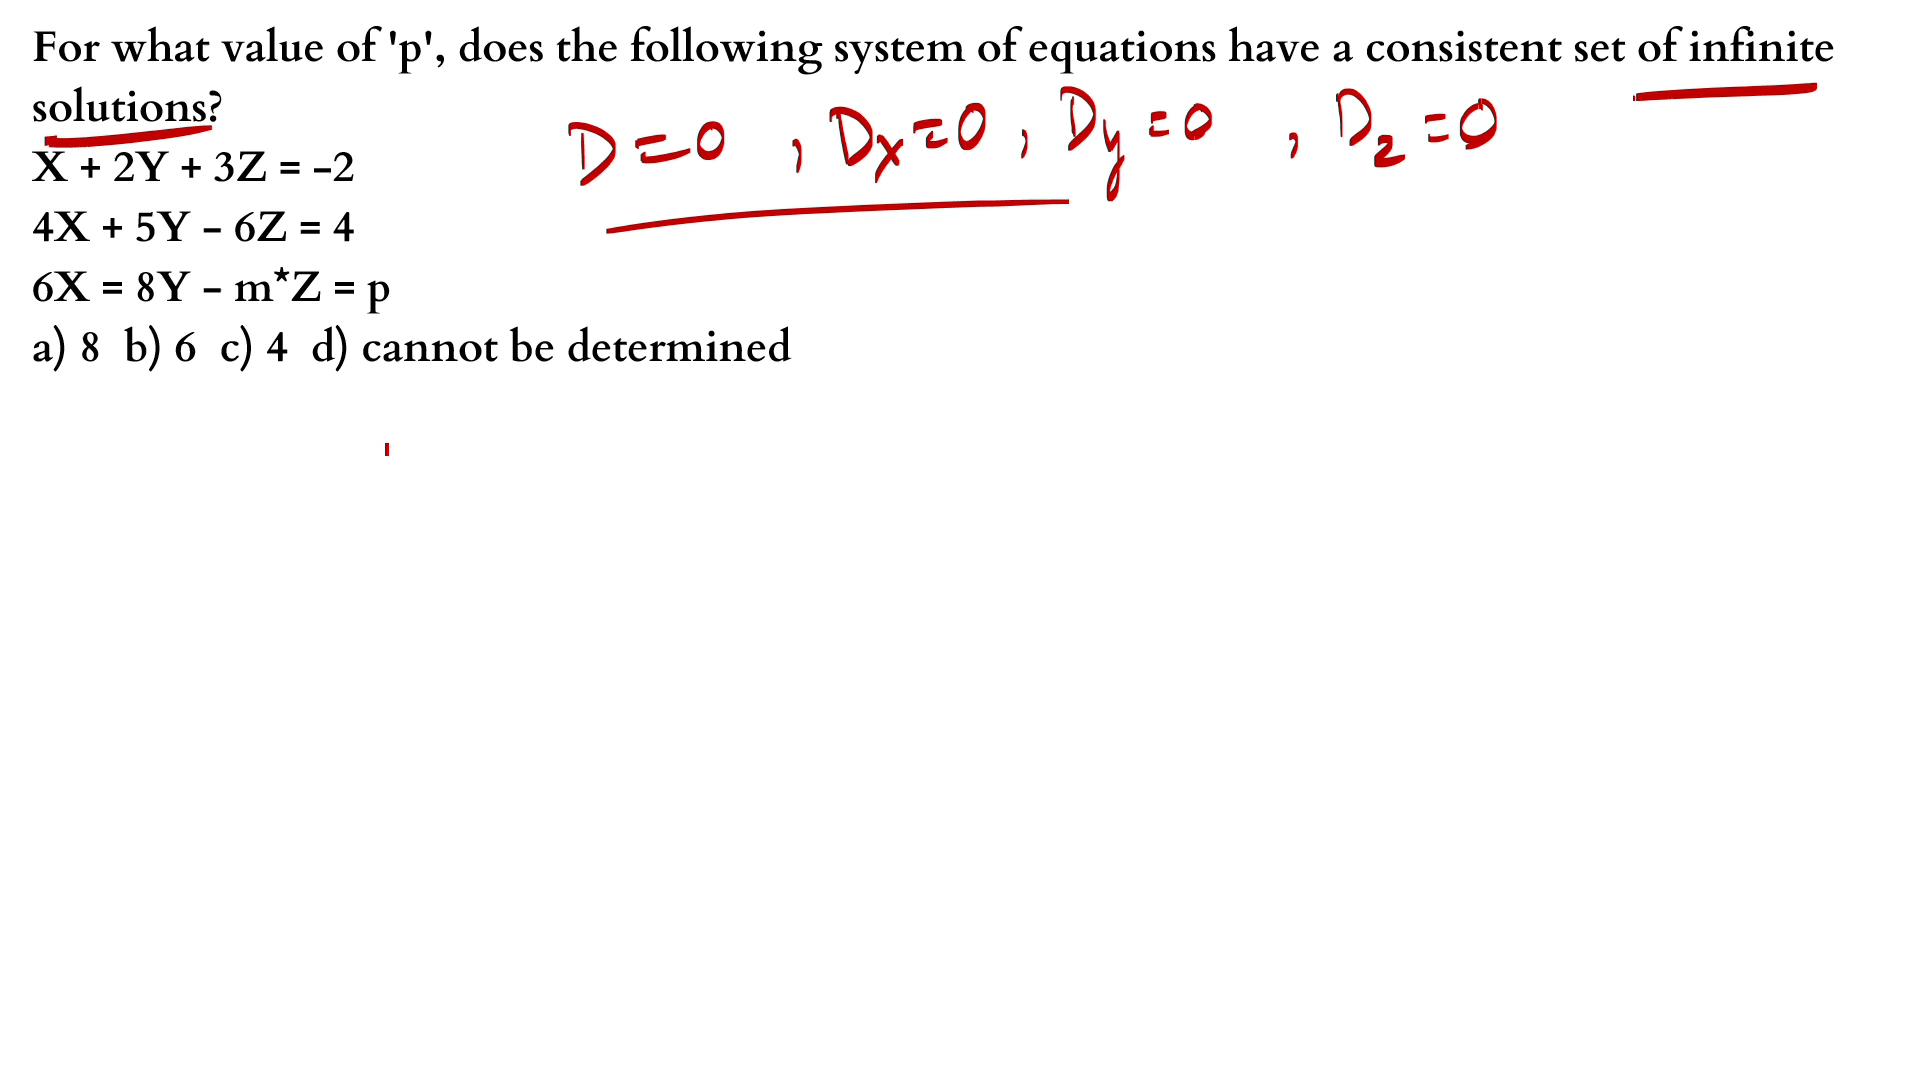 For what value of 'p', does the following system of equations have a consistent set of infinite
solutions?
D=0 , Dx=0 , Dy=0 , Dz=0
X + 2Y + 3Z = -2
4X + 5Y - 6Z = 4
6X = 8Y - m*Z = p
a) 8 b) 6 c) 4 d) cannot be determined